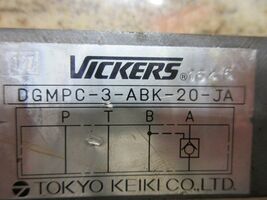 VICKERS®
DGMPC-3-ABK-20-JA
P T B A
TOKYO KEIKI CO., LTD.